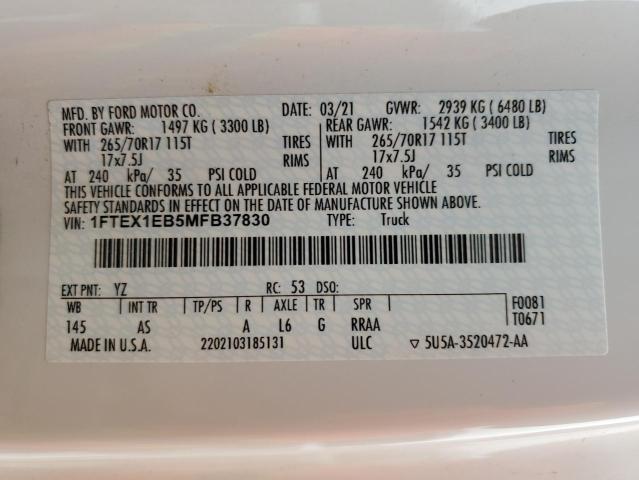 MFD. BY FORD MOTOR CO. DATE: 03/21 GVWR: 2939 KG ( 6480 LB)
FRONT GAWR: 1497 KG ( 3300 LB) REAR GAWR: 1542 KG ( 3400 LB)
WITH 265/70R17 115T TIRES WITH 265/70R17 115T TIRES
17x7.5J RIMS 17x7.5J RIMS
AT 240 kPa/ 35 PSI COLD AT 240 kPa/ 35 PSI COLD
THIS VEHICLE CONFORMS TO ALL APPLICABLE FEDERAL MOTOR VEHICLE
SAFETY STANDARDS IN EFFECT ON THE DATE OF MANUFACTURE SHOWN ABOVE.
VIN: 1FTEX1EB5MFB37830 TYPE: Truck
EXT PNT: YZ RC: 53 DSO:
WB INT TR TP/PS R AXLE TR SPR F0081
145 AS A L6 G RRAA T0671
MADE IN U.S.A. 2202103185131 ULC ▽ 5U5A-3520472-AA